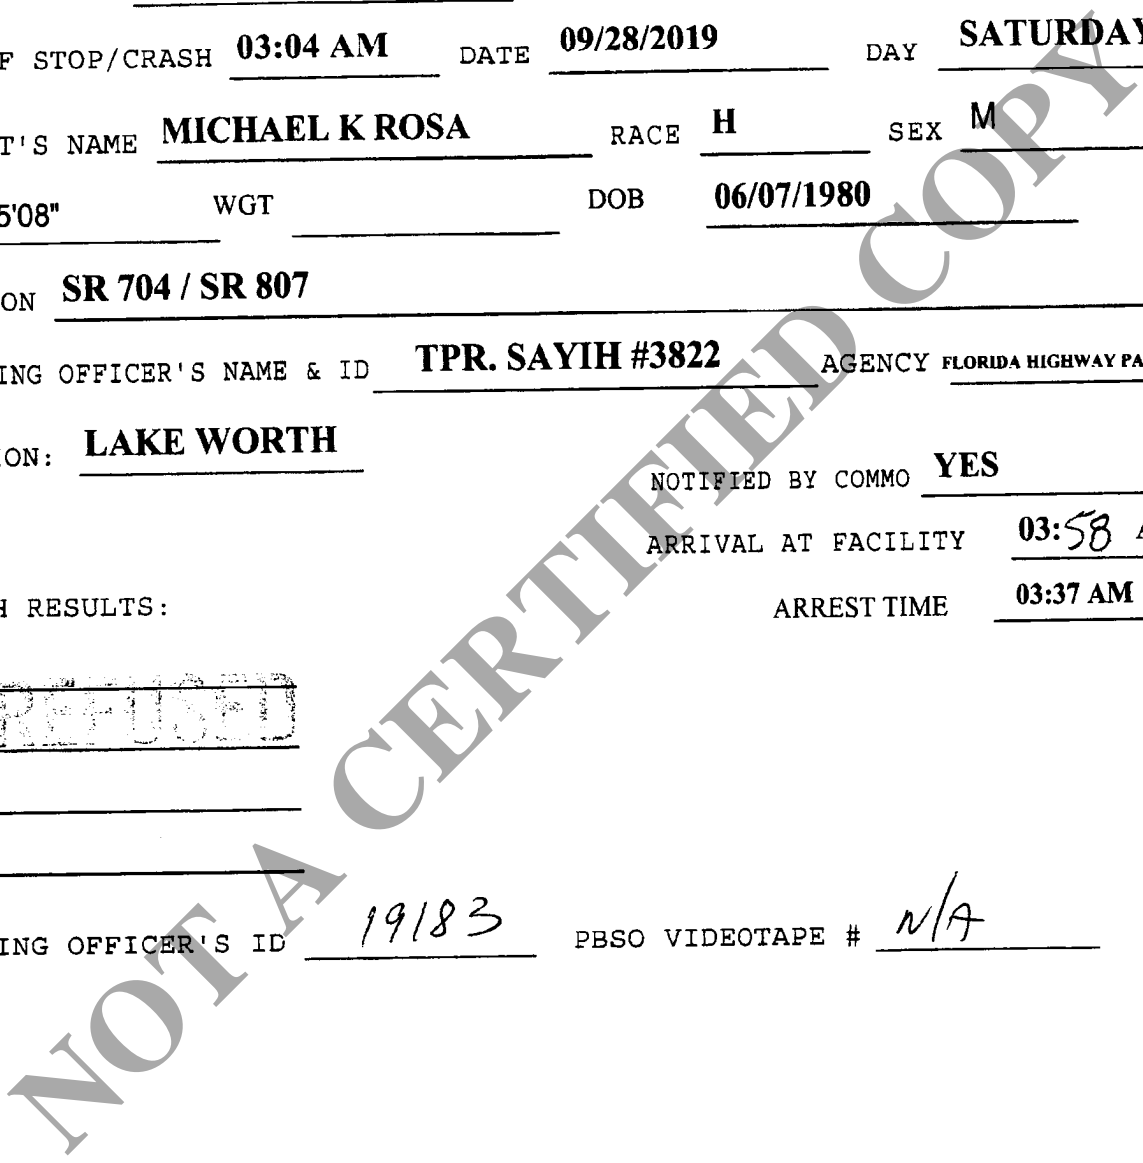 F STOP/CRASH 03:04 AM DATE 09/28/2019 DAY SATURDAY
T'S NAME MICHAEL K ROSA RACE H SEX M
5'08" WGT DOB 06/07/1980
ON SR 704 / SR 807
ING OFFICER'S NAME & ID TPR. SAYIH #3822 AGENCY FLORIDA HIGHWAY PA
ION: LAKE WORTH
NOTIFIED BY COMMO YES
ARRIVAL AT FACILITY 03:58 A
H RESULTS:
ARREST TIME 03:37 AM
REFUSED
ING OFFICER'S ID 19183 PBSO VIDEOTAPE # N/A
NOT A CERTIFIED COPY